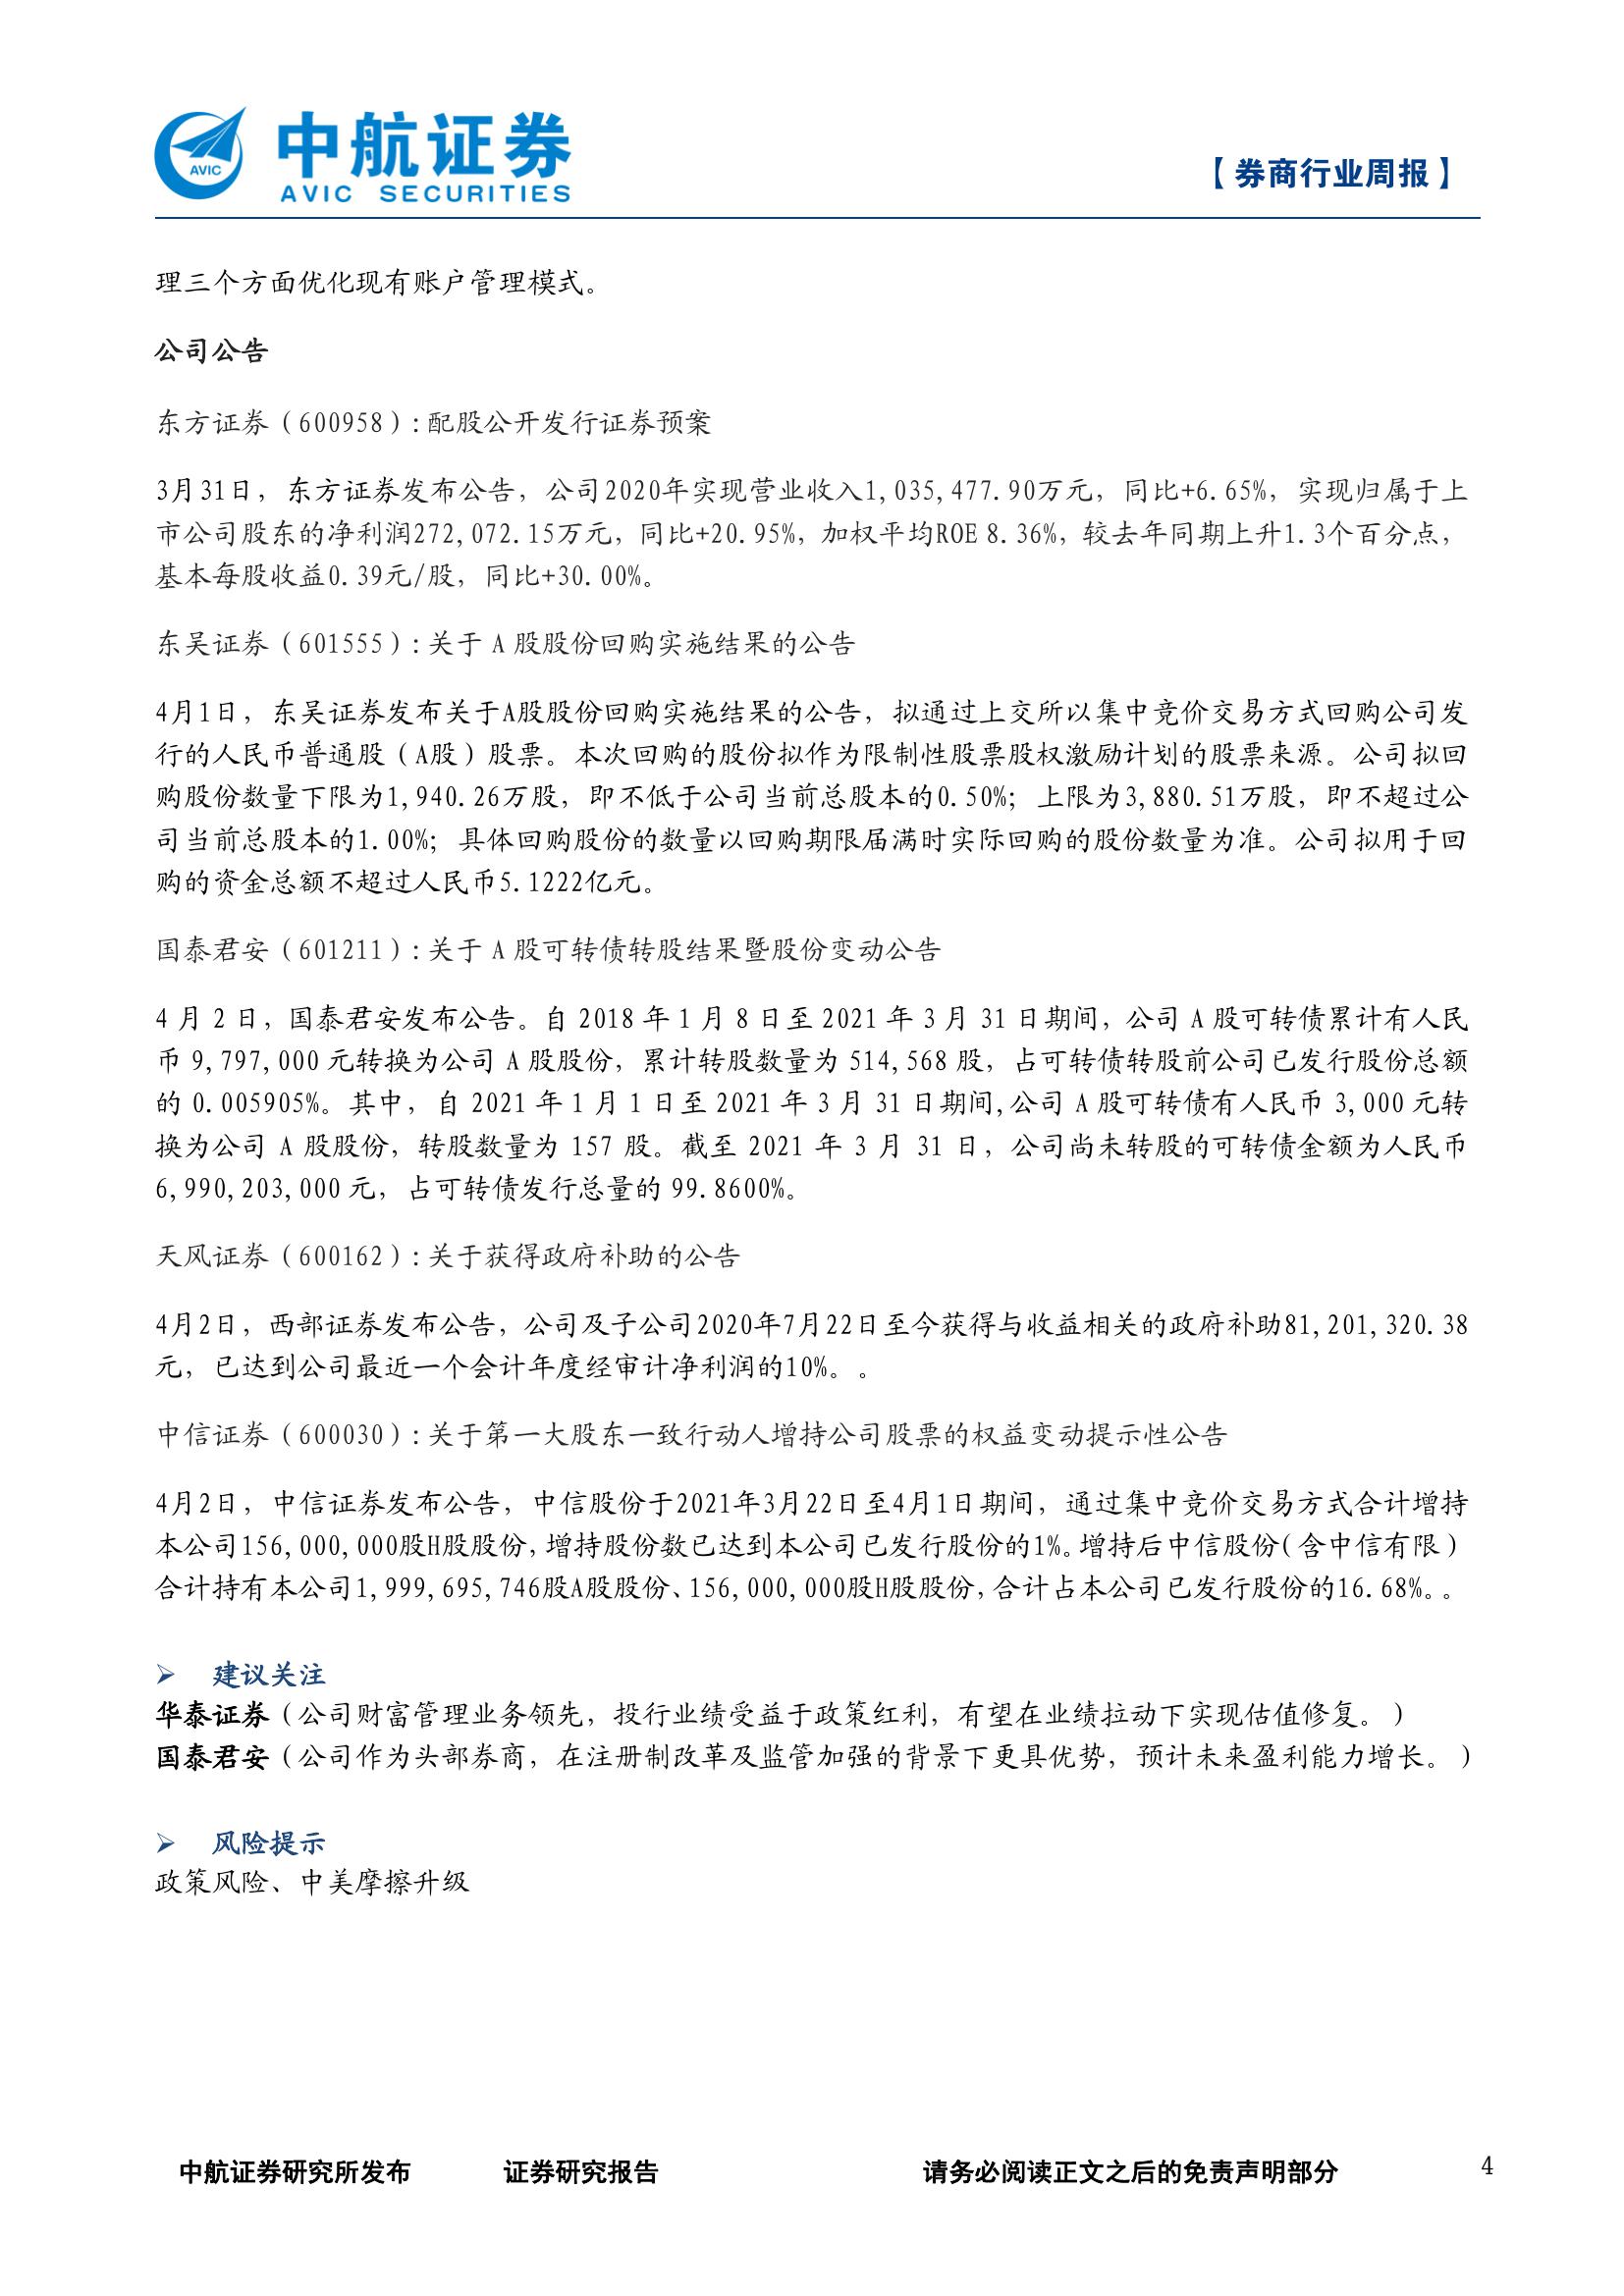 AVIC
中航证券
AVIC SECURITIES
【券商行业周报】
理三个方面优化现有账户管理模式。
公司公告
东方证券（600958）：配股公开发行证券预案
3月31日，东方证券发布公告，公司2020年实现营业收入1,035,477.90万元，同比+6.65%，实现归属于上
市公司股东的净利润272,072.15万元，同比+20.95%，加权平均ROE 8.36%，较去年同期上升1.3个百分点，
基本每股收益0.39元/股，同比+30.00%。
东吴证券（601555）：关于 A 股股份回购实施结果的公告
4月1日，东吴证券发布关于A股股份回购实施结果的公告，拟通过上交所以集中竞价交易方式回购公司发
行的人民币普通股（A股）股票。本次回购的股份拟作为限制性股票股权激励计划的股票来源。公司拟回
购股份数量下限为1,940.26万股，即不低于公司当前总股本的0.50%；上限为3,880.51万股，即不超过公
司当前总股本的1.00%；具体回购股份的数量以回购期限届满时实际回购的股份数量为准。公司拟用于回
购的资金总额不超过人民币5.1222亿元。
国泰君安（601211）：关于 A 股可转债转股结果暨股份变动公告
4 月 2 日，国泰君安发布公告。自 2018 年 1 月 8 日至 2021 年 3 月 31 日期间，公司 A 股可转债累计有人民
币 9,797,000 元转换为公司 A 股股份，累计转股数量为 514,568 股，占可转债转股前公司已发行股份总额
的 0.005905%。其中，自 2021 年 1 月 1 日至 2021 年 3 月 31 日期间,公司 A 股可转债有人民币 3,000 元转
换为公司 A 股股份，转股数量为 157 股。截至 2021 年 3 月 31 日，公司尚未转股的可转债金额为人民币
6,990,203,000 元，占可转债发行总量的 99.8600%。
天风证券（600162）：关于获得政府补助的公告
4月2日，西部证券发布公告，公司及子公司2020年7月22日至今获得与收益相关的政府补助81,201,320.38
元，已达到公司最近一个会计年度经审计净利润的10%。。
中信证券（600030）：关于第一大股东一致行动人增持公司股票的权益变动提示性公告
4月2日，中信证券发布公告，中信股份于2021年3月22日至4月1日期间，通过集中竞价交易方式合计增持
本公司156,000,000股H股股份，增持股份数已达到本公司已发行股份的1%。增持后中信股份（含中信有限）
合计持有本公司1,999,695,746股A股股份、156,000,000股H股股份，合计占本公司已发行股份的16.68%。。
➢ 建议关注
华泰证券（公司财富管理业务领先，投行业绩受益于政策红利，有望在业绩拉动下实现估值修复。）
国泰君安（公司作为头部券商，在注册制改革及监管加强的背景下更具优势，预计未来盈利能力增长。）
➢ 风险提示
政策风险、中美摩擦升级
中航证券研究所发布 证券研究报告 请务必阅读正文之后的免责声明部分 4